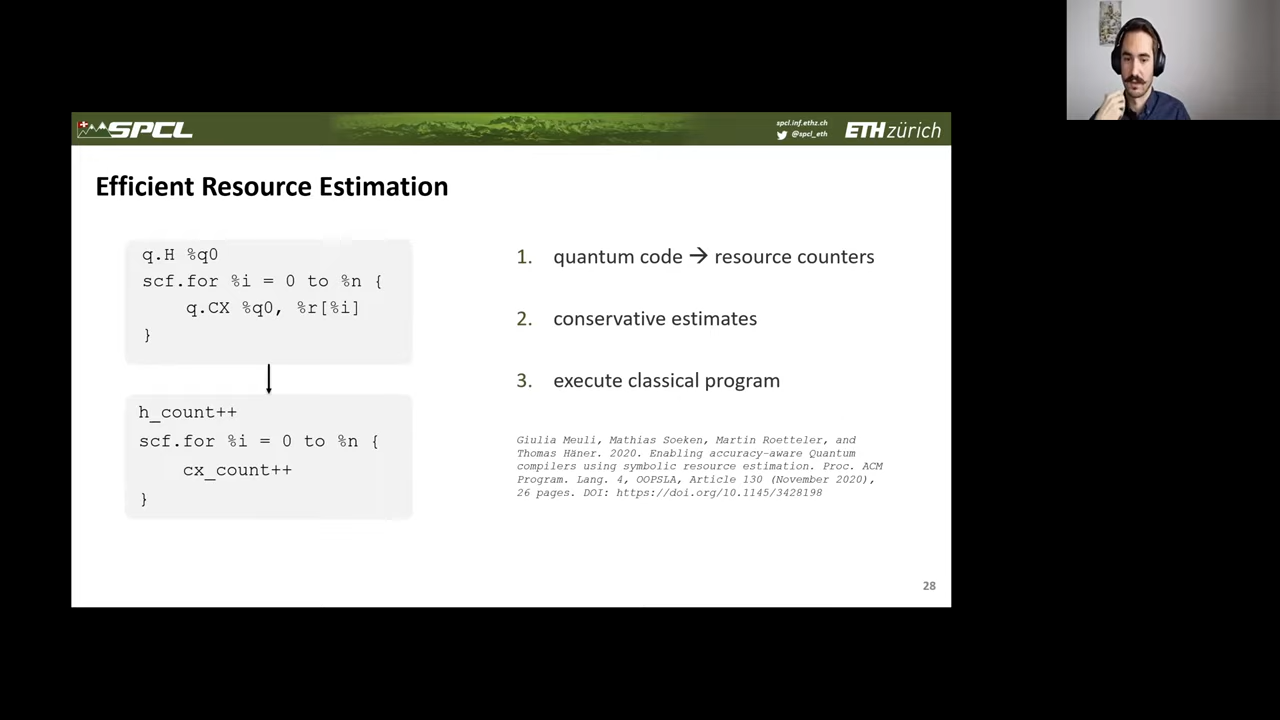 SPCL
spcl.inf.ethz.ch
@spcl_eth
ETH zürich
Efficient Resource Estimation
q.H %q0
scf.for %i = 0 to %n {
q.CX %q0, %r[%i]
}
h_count++
scf.for %i = 0 to %n {
cx_count++
}
1. quantum code → resource counters
2. conservative estimates
3. execute classical program
Giulia Meuli, Mathias Soeken, Martin Roetteler, and
Thomas Häner. 2020. Enabling accuracy-aware Quantum
compilers using symbolic resource estimation. Proc. ACM
Program. Lang. 4, OOPSLA, Article 130 (November 2020),
26 pages. DOI: https://doi.org/10.1145/3428198
28